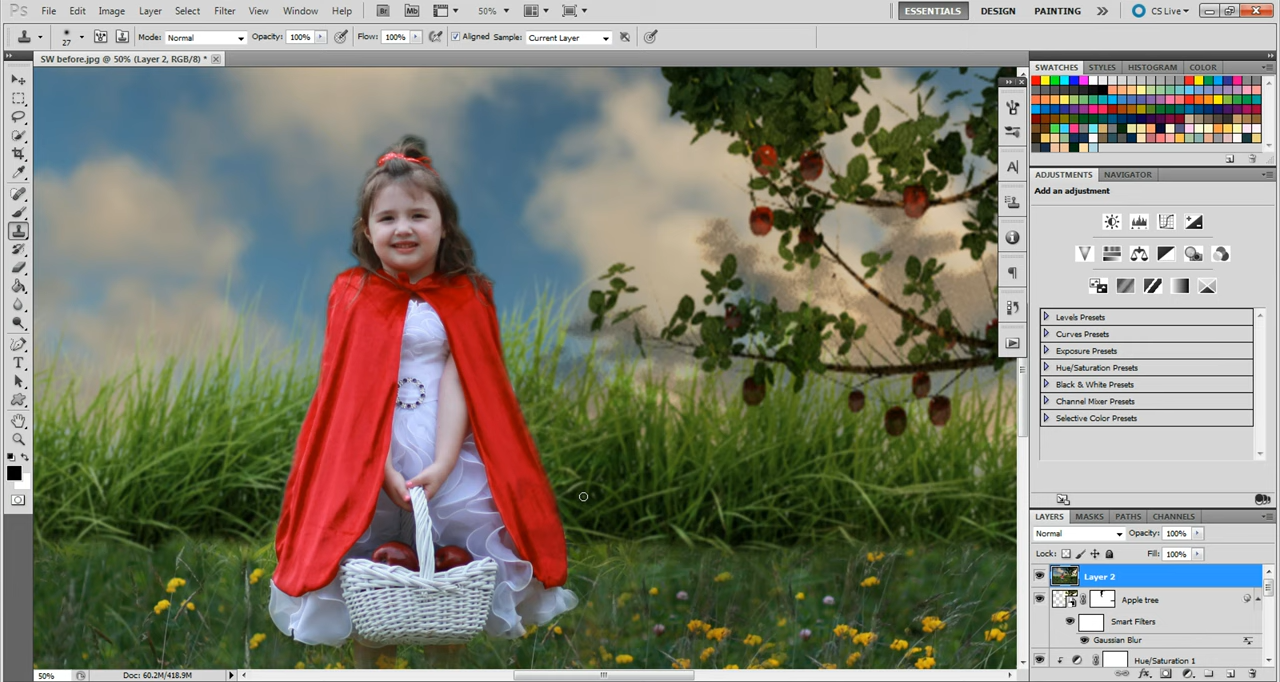 Ps File Edit Image Layer Select Filter View Window Help Br Mb 50% ESSENTIALS DESIGN PAINTING CS Live
27 Mode: Normal Opacity: 100% Flow: 100% Aligned Sample: Current Layer
SW before.jpg @ 50% (Layer 2, RGB/8) *
SWATCHES STYLES HISTOGRAM COLOR
ADJUSTMENTS NAVIGATOR
Add an adjustment
Levels Presets
Curves Presets
Exposure Presets
Hue/Saturation Presets
Black & White Presets
Channel Mixer Presets
Selective Color Presets
LAYERS MASKS PATHS CHANNELS
Normal Opacity: 100%
Lock: Fill: 100%
Layer 2
Apple tree
Smart Filters
Gaussian Blur
Hue/Saturation 1
50% Doc: 60.2M/418.9M